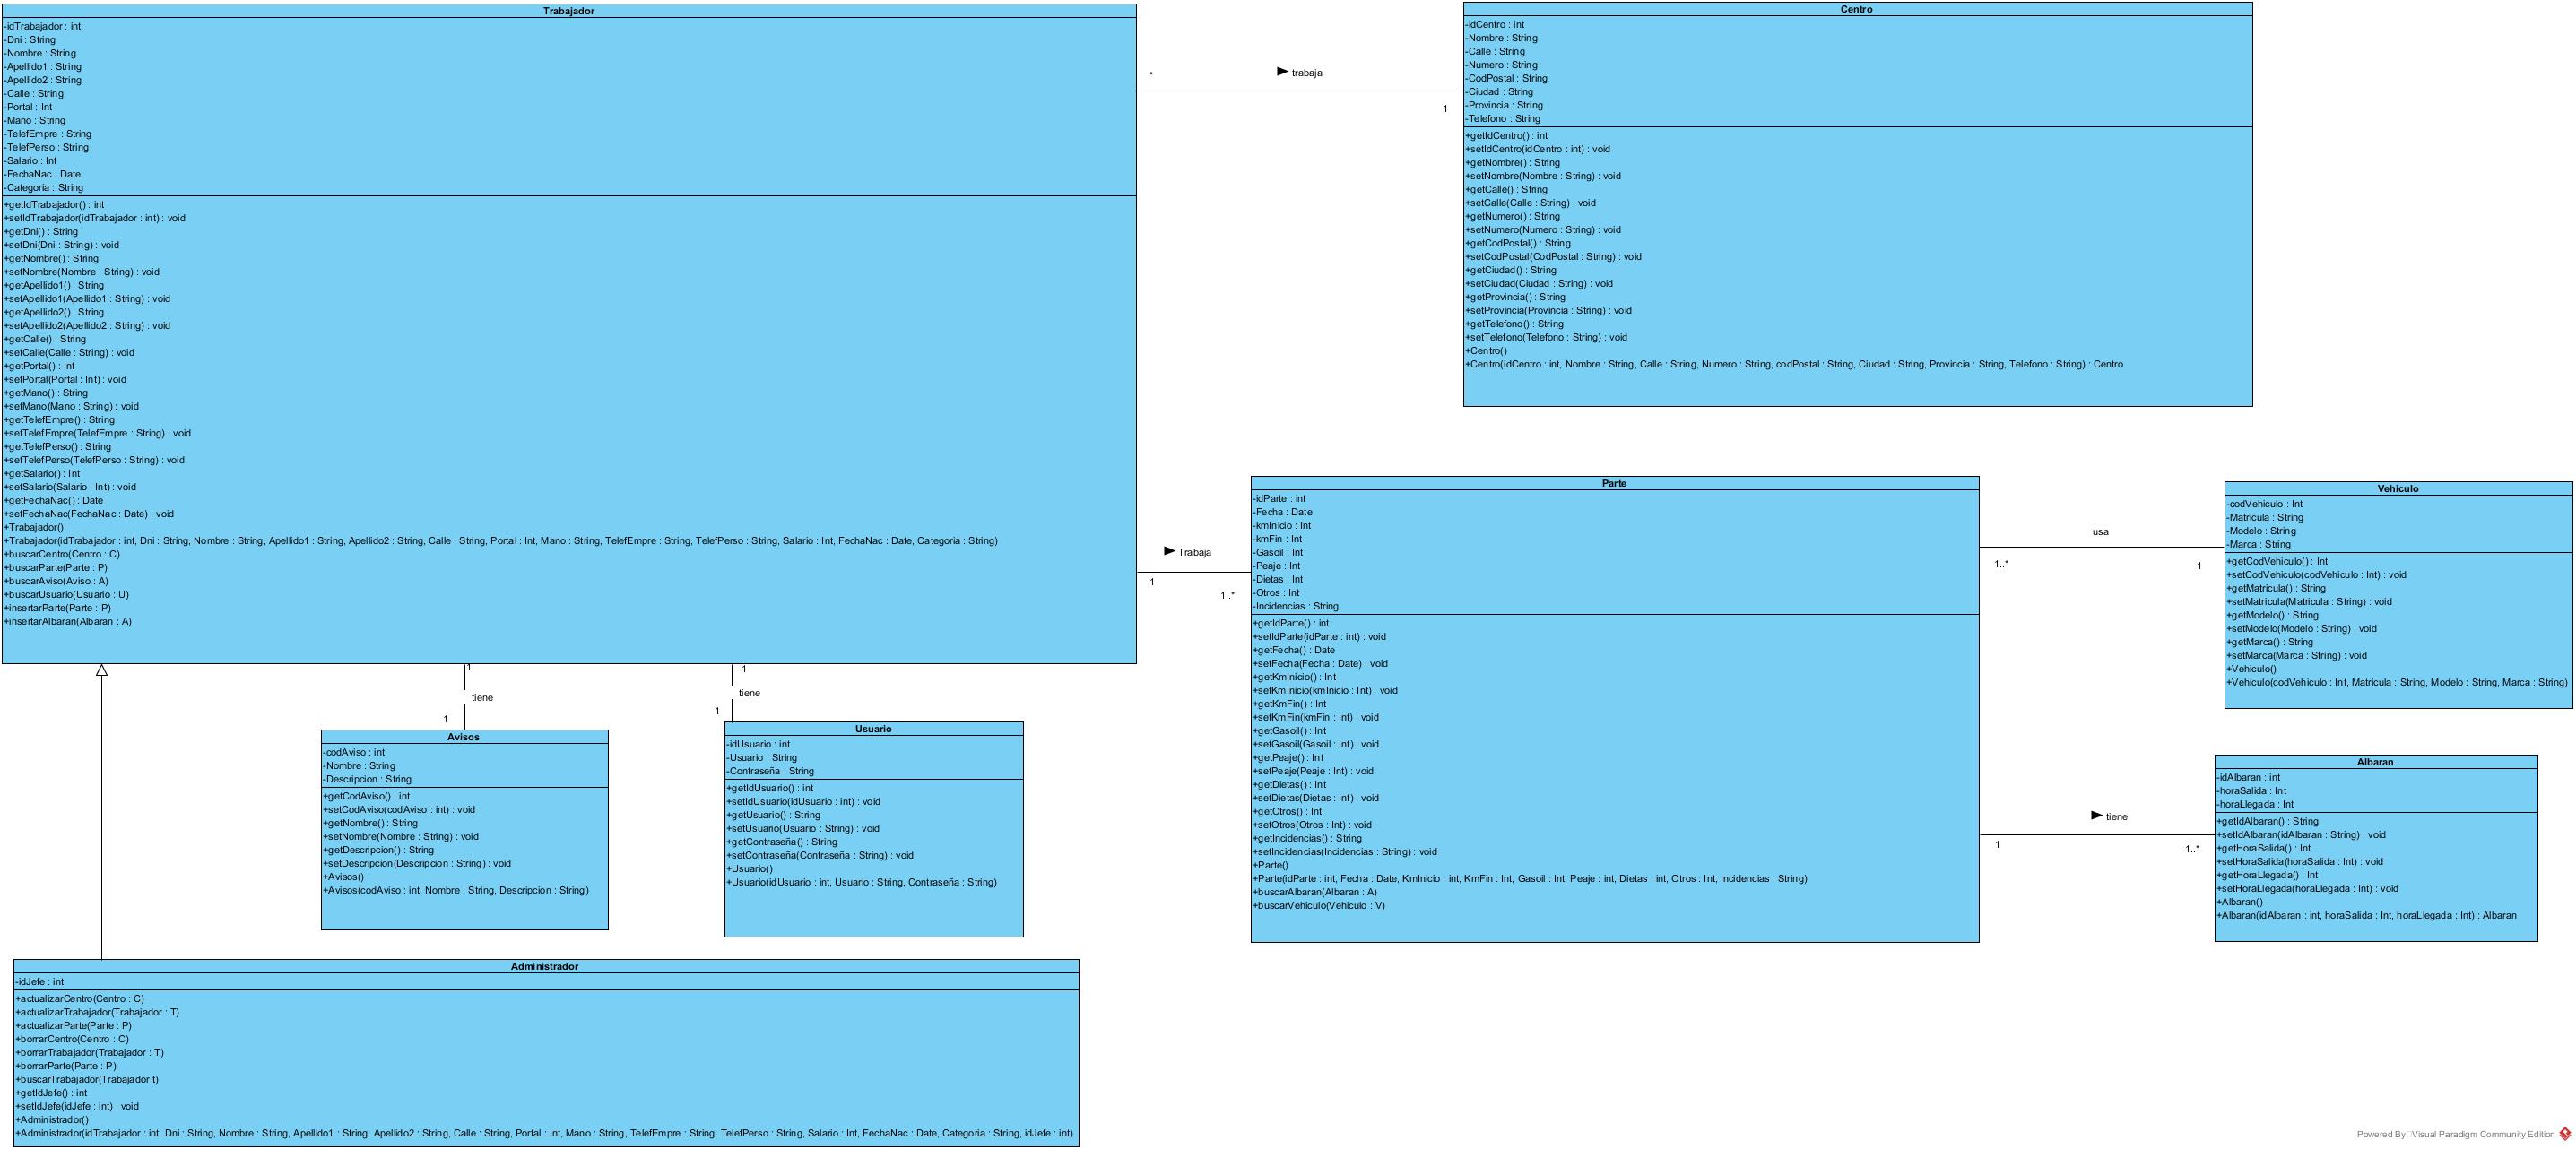 Trabajador
-idTrabajador : int
-Dni : String
-Nombre : String
-Apellido1 : String
-Apellido2 : String
-Calle : String
-Portal : Int
-Mano : String
-TelefEmpre : String
-TelefPerso : String
-Salario : Int
-FechaNac : Date
-Categoria : String
+getIdTrabajador() : int
+setIdTrabajador(idTrabajador : int) : void
+getDni() : String
+setDni(Dni : String) : void
+getNombre() : String
+setNombre(Nombre : String) : void
+getApellido1() : String
+setApellido1(Apellido1 : String) : void
+getApellido2() : String
+setApellido2(Apellido2 : String) : void
+getCalle() : String
+setCalle(Calle : String) : void
+getPortal() : Int
+setPortal(Portal : Int) : void
+getMano() : String
+setMano(Mano : String) : void
+getTelefEmpre() : String
+setTelefEmpre(TelefEmpre : String) : void
+getTelefPerso() : String
+setTelefPerso(TelefPerso : String) : void
+getSalario() : Int
+setSalario(Salario : Int) : void
+getFechaNac() : Date
+setFechaNac(FechaNac : Date) : void
+Trabajador()
+Trabajador(idTrabajador : int, Dni : String, Nombre : String, Apellido1 : String, Apellido2 : String, Calle : String, Portal : Int, Mano : String, TelefEmpre : String, TelefPerso : String, Salario : Int, FechaNac : Date, Categoria : String)
+buscarCentro(Centro : C)
+buscarParte(Parte : P)
+buscarAviso(Aviso : A)
+buscarUsuario(Usuario : U)
+insertarParte(Parte : P)
+insertarAlbaran(Albaran : A)
*
trabaja
1
Centro
-idCentro : int
-Nombre : String
-Calle : String
-Numero : String
-CodPostal : String
-Ciudad : String
-Provincia : String
-Telefono : String
+getIdCentro() : int
+setIdCentro(idCentro : int) : void
+getNombre() : String
+setNombre(Nombre : String) : void
+getCalle() : String
+setCalle(Calle : String) : void
+getNumero() : String
+setNumero(Numero : String) : void
+getCodPostal() : String
+setCodPostal(CodPostal : String) : void
+getCiudad() : String
+setCiudad(Ciudad : String) : void
+getProvincia() : String
+setProvincia(Provincia : String) : void
+getTelefono() : String
+setTelefono(Telefono : String) : void
+Centro()
+Centro(idCentro : int, Nombre : String, Calle : String, Numero : String, codPostal : String, Ciudad : String, Provincia : String, Telefono : String) : Centro
Trabaja
1
1..*
Parte
-idParte : int
-Fecha : Date
-kmInicio : Int
-kmFin : Int
-Gasoil : Int
-Peaje : Int
-Dietas : Int
-Otros : Int
-Incidencias : String
+getIdParte() : int
+setIdParte(idParte : int) : void
+getFecha() : Date
+setFecha(Fecha : Date) : void
+getKmInicio() : Int
+setKmInicio(kmInicio : Int) : void
+getKmFin() : Int
+setKmFin(kmFin : Int) : void
+getGasoil() : Int
+setGasoil(Gasoil : Int) : void
+getPeaje() : Int
+setPeaje(Peaje : Int) : void
+getDietas() : Int
+setDietas(Dietas : Int) : void
+getOtros() : Int
+setOtros(Otros : Int) : void
+getIncidencias() : String
+setIncidencias(Incidencias : String) : void
+Parte()
+Parte(idParte : int, Fecha : Date, KmInicio : int, KmFin : Int, Gasoil : Int, Peaje : int, Dietas : int, Otros : Int, Incidencias : String)
+buscarAlbaran(Albaran : A)
+buscarVehiculo(Vehiculo : V)
usa
1..*
1
Vehiculo
-codVehiculo : Int
-Matricula : String
-Modelo : String
-Marca : String
+getCodVehiculo() : Int
+setCodVehiculo(codVehiculo : Int) : void
+getMatricula() : String
+setMatricula(Matricula : String) : void
+getModelo() : String
+setModelo(Modelo : String) : void
+getMarca() : String
+setMarca(Marca : String) : void
+Vehiculo()
+Vehiculo(codVehiculo : Int, Matricula : String, Modelo : String, Marca : String)
tiene
1
1..*
Albaran
-idAlbaran : int
-horaSalida : Int
-horaLlegada : Int
+getIdAlbaran() : String
+setIdAlbaran(idAlbaran : String) : void
+getHoraSalida() : Int
+setHoraSalida(horaSalida : Int) : void
+getHoraLlegada() : Int
+setHoraLlegada(horaLlegada : Int) : void
+Albaran()
+Albaran(idAlbaran : int, horaSalida : Int, horaLlegada : Int) : Albaran
1
tiene
1
Avisos
-codAviso : int
-Nombre : String
-Descripcion : String
+getCodAviso() : int
+setCodAviso(codAviso : int) : void
+getNombre() : String
+setNombre(Nombre : String) : void
+getDescripcion() : String
+setDescripcion(Descripcion : String) : void
+Avisos()
+Avisos(codAviso : int, Nombre : String, Descripcion : String)
1
tiene
1
Usuario
-idUsuario : int
-Usuario : String
-Contraseña : String
+getIdUsuario() : int
+setIdUsuario(idUsuario : int) : void
+getUsuario() : String
+setUsuario(Usuario : String) : void
+getContraseña() : String
+setContraseña(Contraseña : String) : void
+Usuario()
+Usuario(idUsuario : int, Usuario : String, Contraseña : String)
Administrador
-idJefe : int
+actualizarCentro(Centro : C)
+actualizarTrabajador(Trabajador : T)
+actualizarParte(Parte : P)
+borrarCentro(Centro : C)
+borrarTrabajador(Trabajador : T)
+borrarParte(Parte : P)
+buscarTrabajador(Trabajador t)
+getIdJefe() : int
+setIdJefe(idJefe : int) : void
+Administrador()
+Administrador(idTrabajador : int, Dni : String, Nombre : String, Apellido1 : String, Apellido2 : String, Calle : String, Portal : Int, Mano : String, TelefEmpre : String, TelefPerso : String, Salario : Int, FechaNac : Date, Categoria : String, idJefe : int)
Powered By Visual Paradigm Community Edition